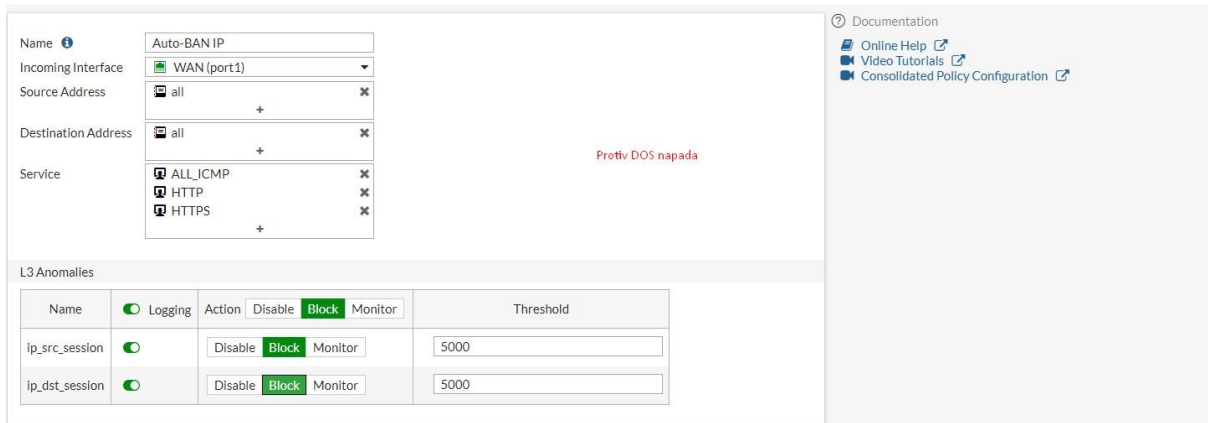 Name Auto-BAN IP
Incoming Interface WAN (port1)
Source Address all
+
Destination Address all
+
Service ALL_ICMP
HTTP
HTTPS
+
Protiv DOS napada
L3 Anomalies
Name Logging Action Disable Block Monitor Threshold
ip_src_session Disable Block Monitor 5000
ip_dst_session Disable Block Monitor 5000
Documentation
Online Help
Video Tutorials
Consolidated Policy Configuration